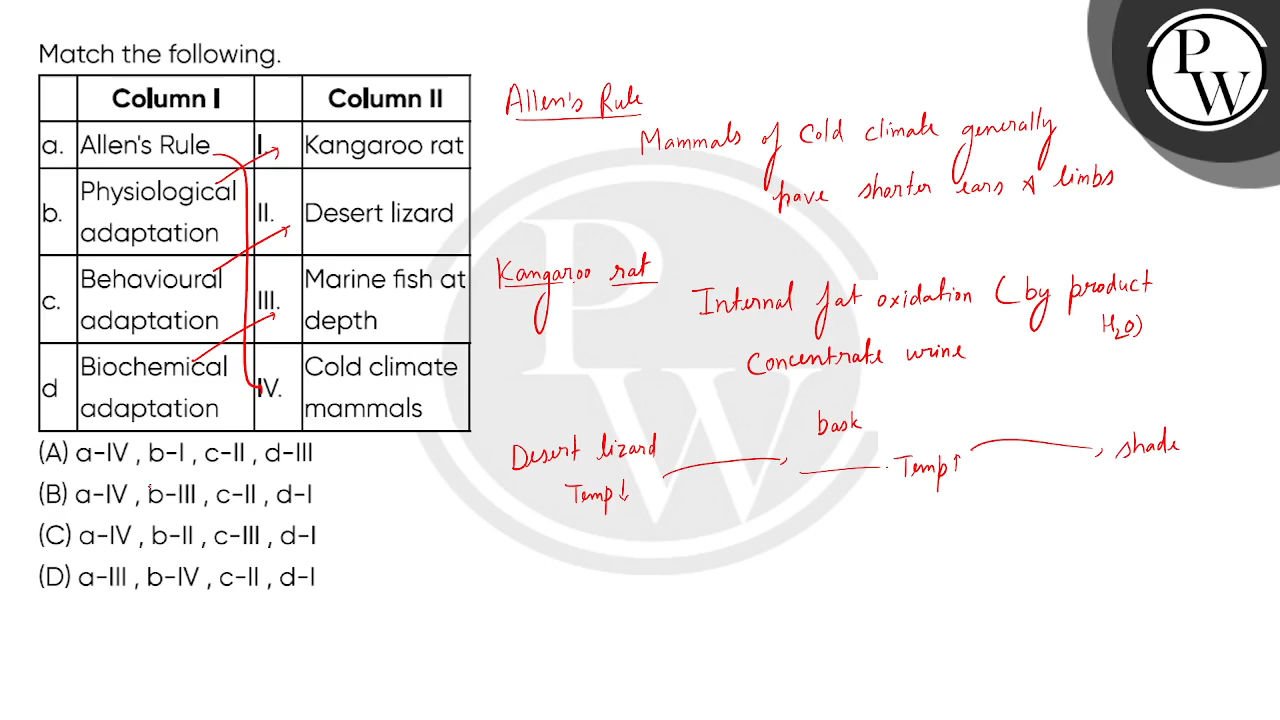 Match the following.
Column I Column II
a. Allen's Rule I. Kangaroo rat
b. Physiological adaptation II. Desert lizard
c. Behavioural adaptation III. Marine fish at depth
d Biochemical adaptation IV. Cold climate mammals
(A) a-IV , b-I , c-II , d-III
(B) a-IV , b-III , c-II , d-I
(C) a-IV , b-II , c-III , d-I
(D) a-III , b-IV , c-II , d-I
Allen's Rule
Mammals of Cold climate generally
have shorter ears & limbs
Kangaroo rat
Internal fat oxidation (by product
H2O)
Concentrate urine
bask
Desert lizard
Temp↓
Temp↑
shade
P
W
P
W